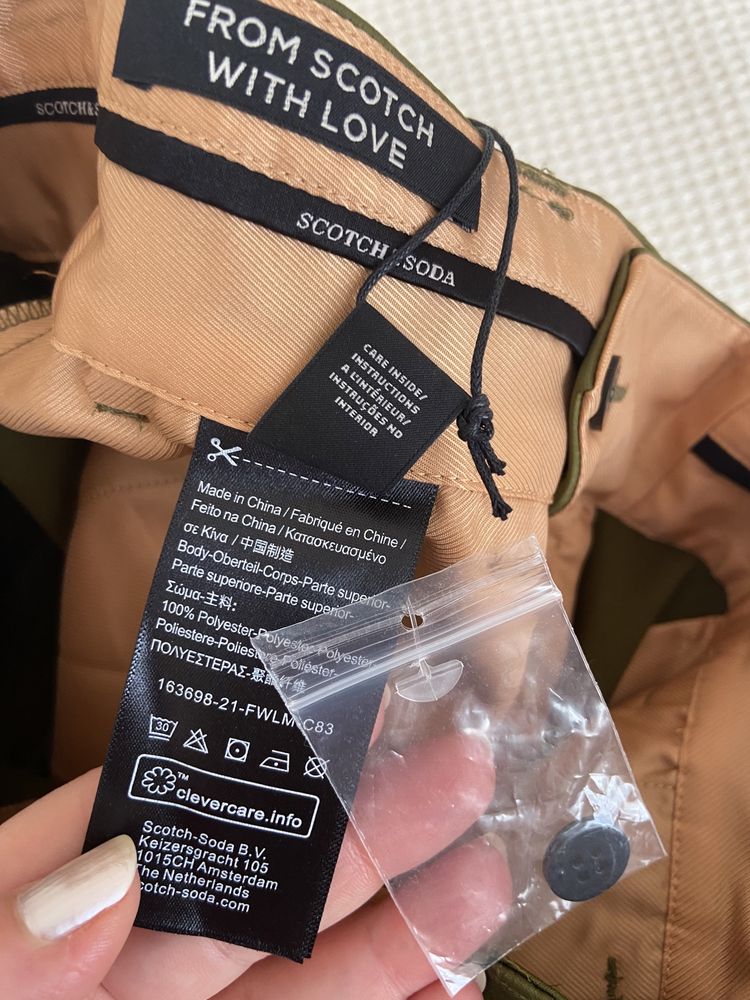 FROM SCOTCH
WITH LOVE
SCOTCH&S
SCOTCH&SODA
CARE INSIDE/
INSTRUCTIONS
A L'INTÉRIEUR/
INSTRUÇÕES NO
INTERIOR
Made in China / Fabriqué en Chine /
Feito na China / Κατασκευασμένο
σε Κίνα / 中国制造
Body-Oberteil-Corps-Parte superior-
Parte superiore-Parte superior-
Σώμα-主料:
100% Polyester-Polyester-Polyester-
Poliestere-Poliestere-Poliéster-
ΠΟΛΥΕΣΤΕΡΑΣ-聚酯纤维
163698-21-FWLM-C83
30
TM
clevercare.info
Scotch-Soda B.V.
Keizersgracht 105
1015CH Amsterdam
The Netherlands
cotch-soda.com